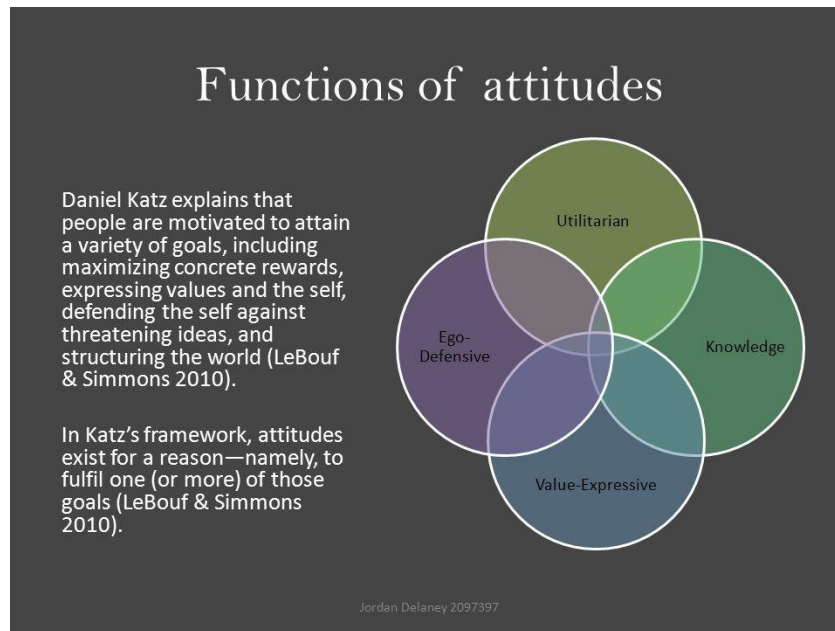 Functions of attitudes
Daniel Katz explains that
people are motivated to attain
a variety of goals, including
maximizing concrete rewards,
expressing values and the self,
defending the self against
threatening ideas, and
structuring the world (LeBouf
& Simmons 2010).
In Katz’s framework, attitudes
exist for a reason—namely, to
fulfil one (or more) of those
goals (LeBouf & Simmons
2010).
Utilitarian
Ego-
Defensive
Knowledge
Value-Expressive
Jordan Delaney 2097397